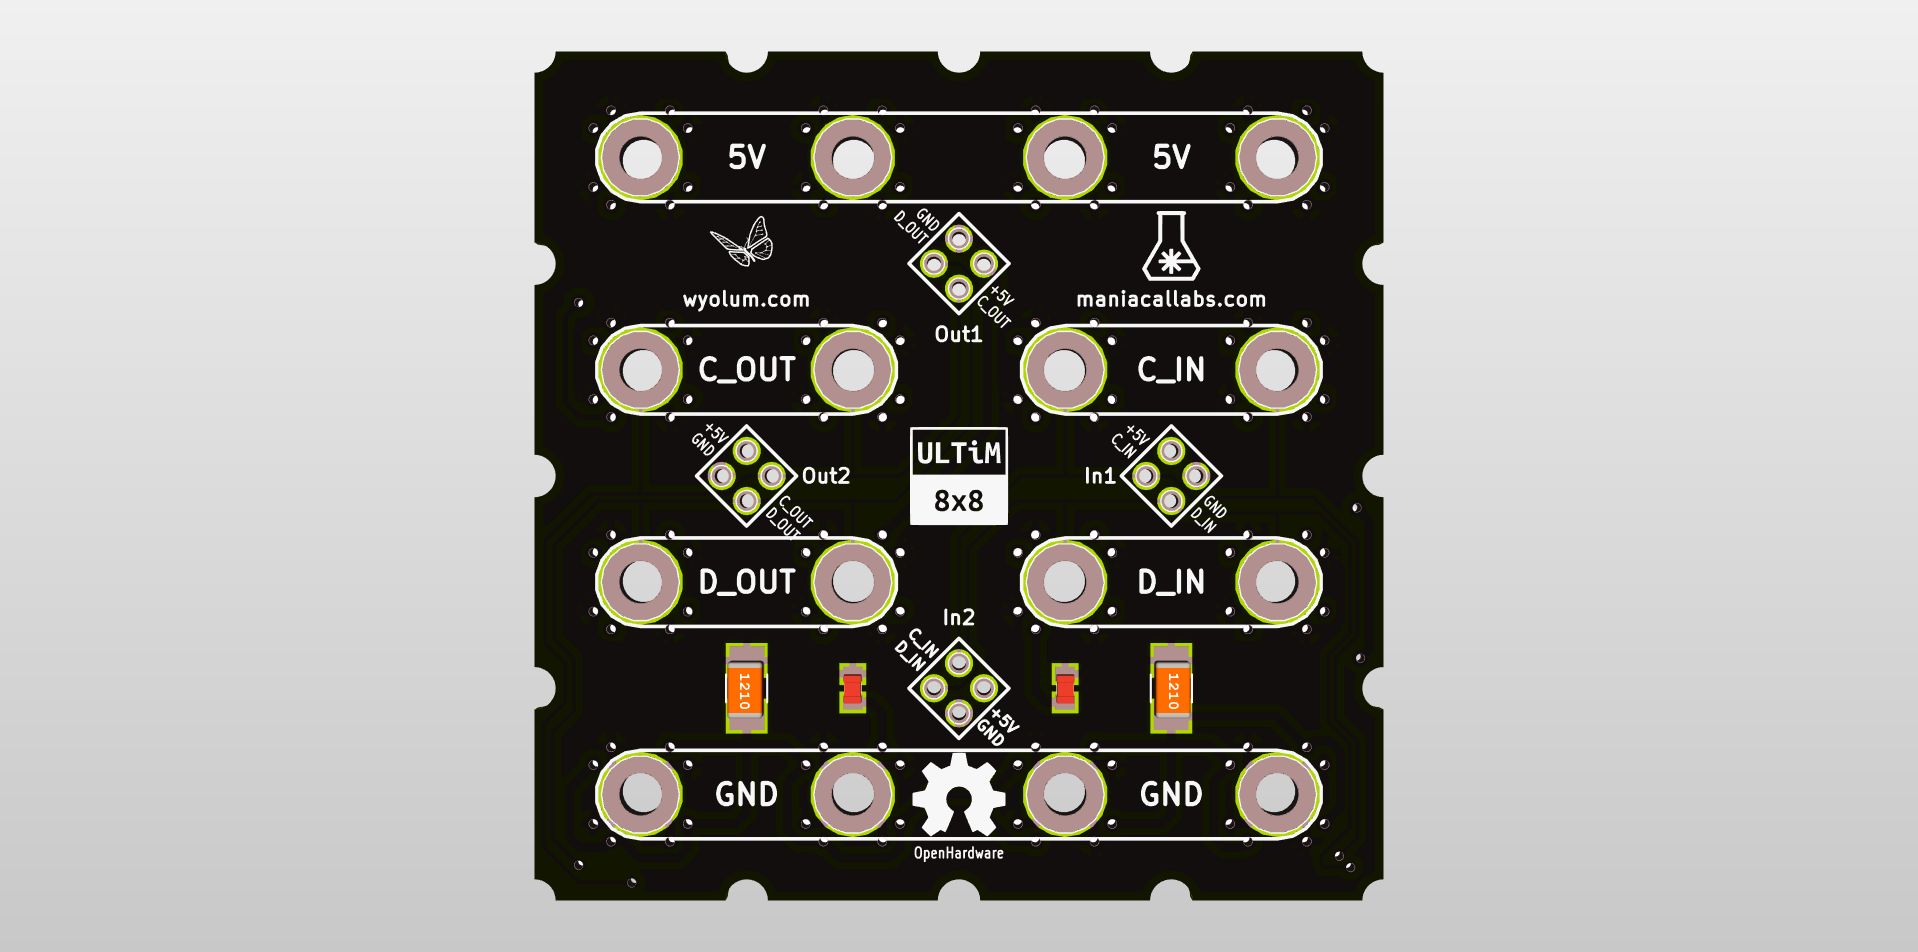 5V
5V
GND
D_OUT
+5V
C_OUT
wyolum.com
maniacallabs.com
Out1
C_OUT
C_IN
+5V
GND
Out2
C_OUT
D_OUT
ULTiM
8x8
+5V
C_IN
In1
GND
D_IN
D_OUT
D_IN
In2
C_IN
D_IN
+5V
GND
1210
1210
GND
GND
OpenHardware